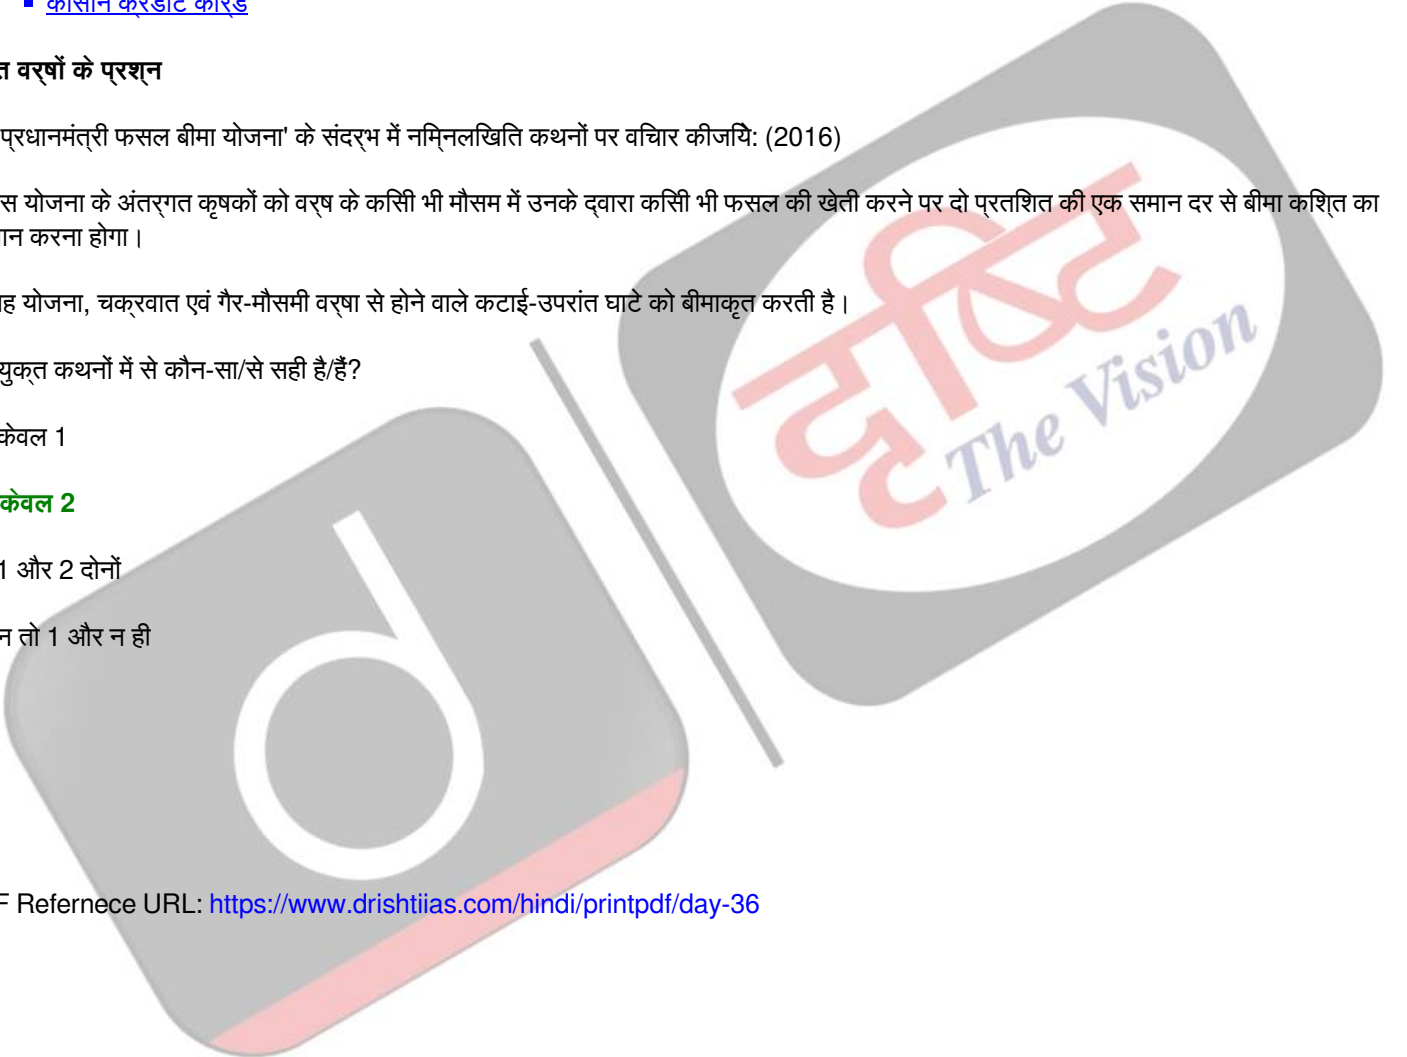 किसान क्रेडिट कार्ड
त वर्षों के प्रश्न
प्रधानमंत्री फसल बीमा योजना' के संदर्भ में निम्नलिखित कथनों पर विचार कीजिये: (2016)
स योजना के अंतर्गत कृषकों को वर्ष के किसी भी मौसम में उनके द्वारा किसी भी फसल की खेती करने पर दो प्रतिशत की एक समान दर से बीमा किश्त का
ान करना होगा।
ह योजना, चक्रवात एवं गैर-मौसमी वर्षा से होने वाले कटाई-उपरांत घाटे को बीमाकृत करती है।
युक्त कथनों में से कौन-सा/से सही है/हैं?
केवल 1
केवल 2
1 और 2 दोनों
न तो 1 और न ही
F Refernece URL: https://www.drishtiias.com/hindi/printpdf/day-36
दृष्टि
The Vision
d